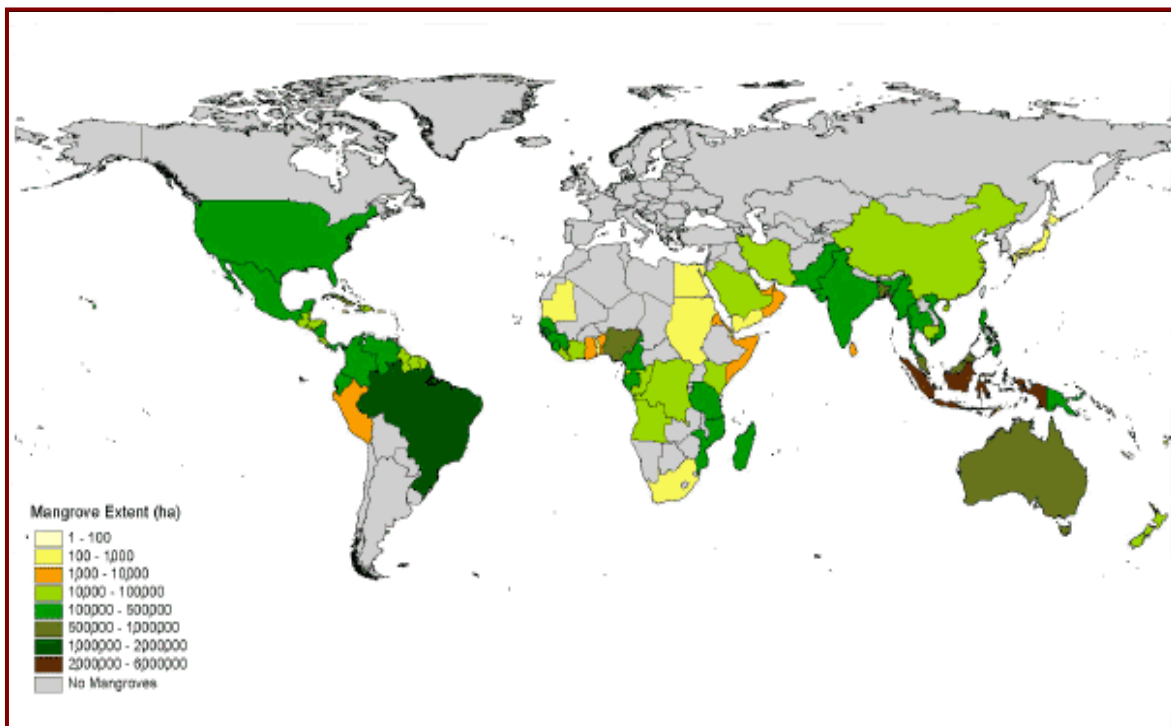 Mangrove Extent (ha)
1 - 100
100 - 1,000
1,000 - 10,000
10,000 - 100,000
100,000 - 500,000
500,000 - 1,000,000
1,000,000 - 2,000,000
2,000,000 - 6,000,000
No Mangroves